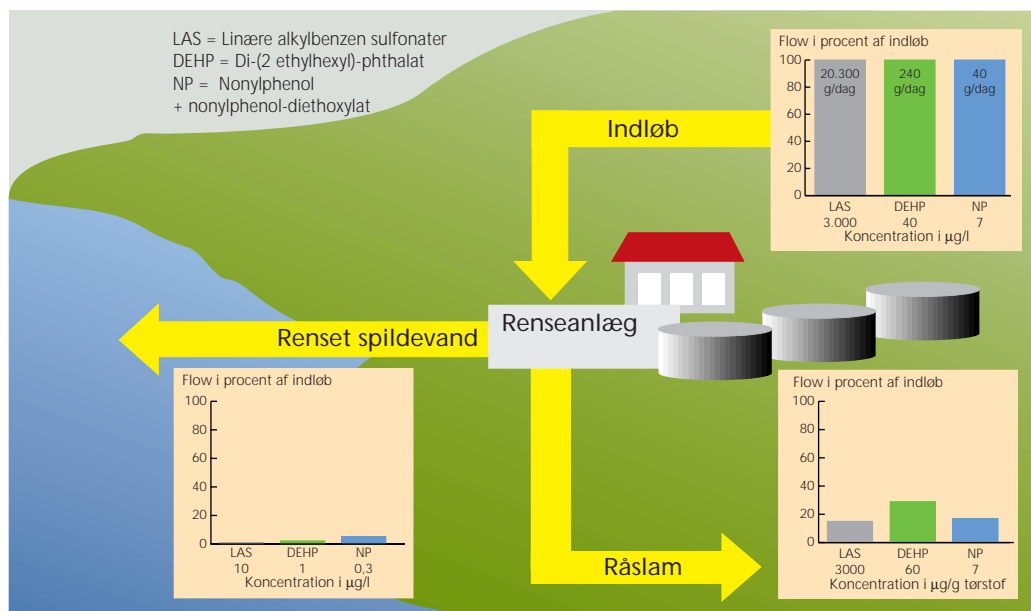 LAS = Linære alkylbenzen sulfonater
DEHP = Di-(2 ethylhexyl)-phthalat
NP = Nonylphenol
+ nonylphenol-diethoxylat
Flow i procent af indløb
100
80
60
40
20
0
20.300 g/dag
240 g/dag
40 g/dag
LAS DEHP NP
3.000 40 7
Koncentration i µg/l
Indløb
Renseanlæg
Renset spildevand
Flow i procent af indløb
100
80
60
40
20
0
LAS DEHP NP
10 1 0,3
Koncentration i µg/l
Råslam
Flow i procent af indløb
100
80
60
40
20
0
LAS DEHP NP
3000 60 7
Koncentration i µg/g tørstof